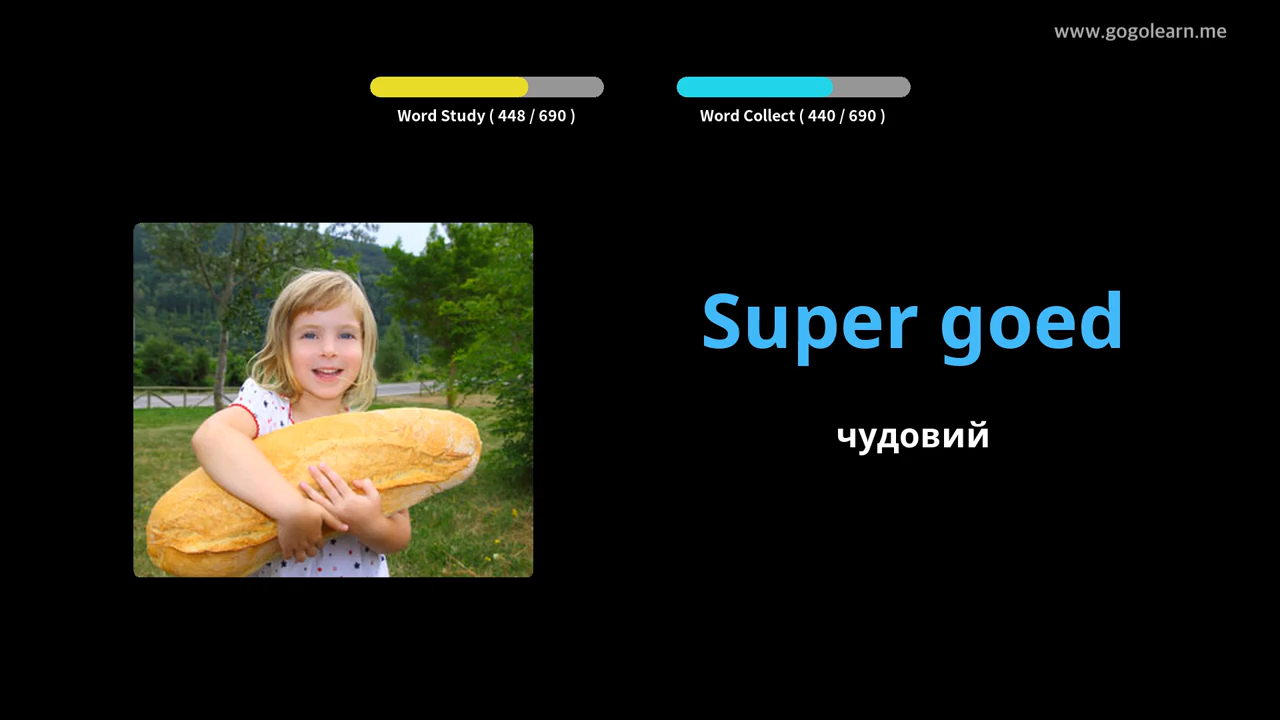 www.gogolearn.me
Word Study ( 448 / 690 )
Word Collect ( 440 / 690 )
Super goed
чудовий